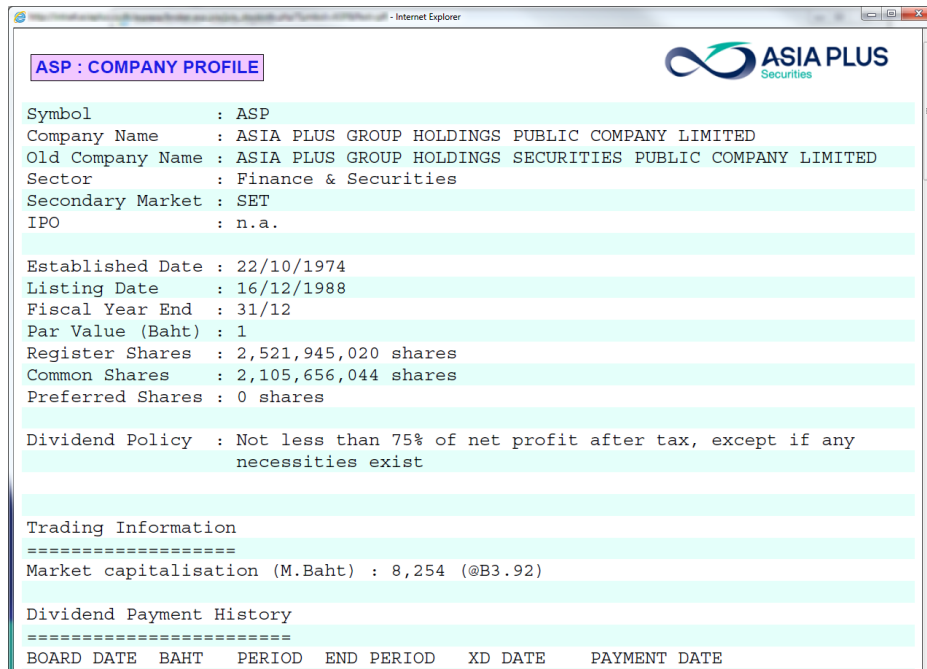 - Internet Explorer
ASP : COMPANY PROFILE
ASIA PLUS
Securities
Symbol : ASP
Company Name : ASIA PLUS GROUP HOLDINGS PUBLIC COMPANY LIMITED
Old Company Name : ASIA PLUS GROUP HOLDINGS SECURITIES PUBLIC COMPANY LIMITED
Sector : Finance & Securities
Secondary Market : SET
IPO : n.a.
Established Date : 22/10/1974
Listing Date : 16/12/1988
Fiscal Year End : 31/12
Par Value (Baht) : 1
Register Shares : 2,521,945,020 shares
Common Shares : 2,105,656,044 shares
Preferred Shares : 0 shares
Dividend Policy : Not less than 75% of net profit after tax, except if any
necessities exist
Trading Information
===================
Market capitalisation (M.Baht) : 8,254 (@B3.92)
Dividend Payment History
========================
BOARD DATE BAHT PERIOD END PERIOD XD DATE PAYMENT DATE